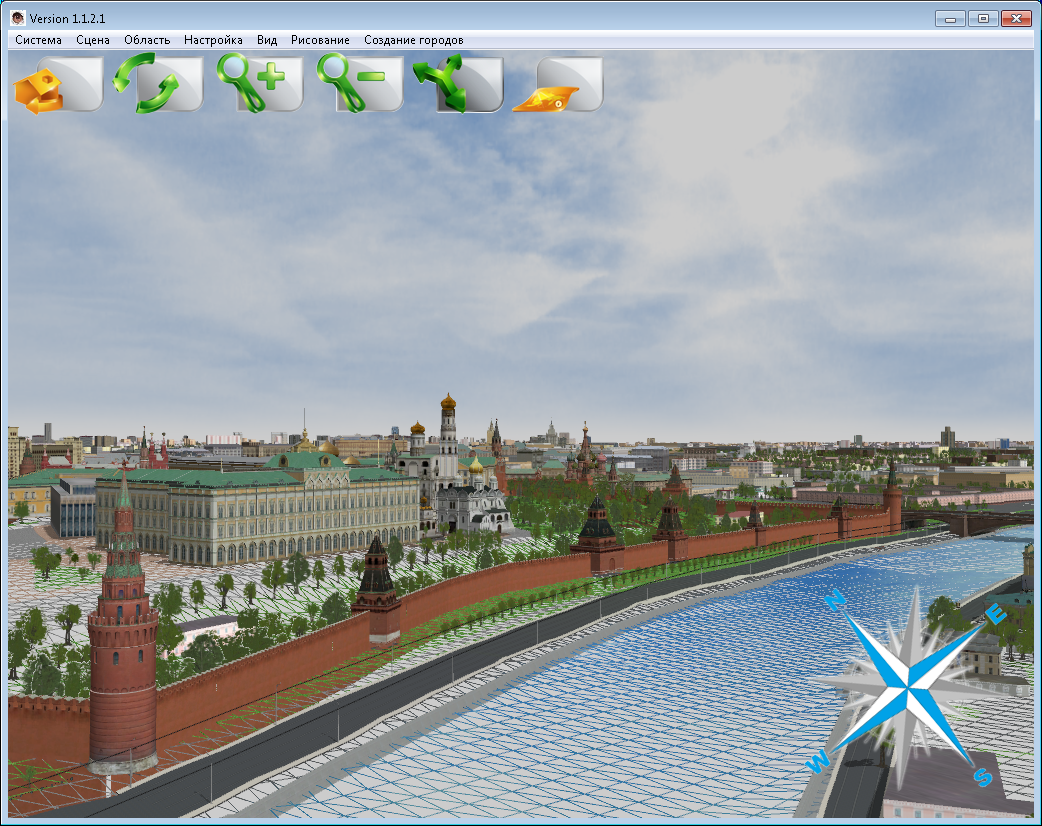 Version 1.1.2.1
Система Сцена Область Настройка Вид Рисование Создание городов
N
E
W
S